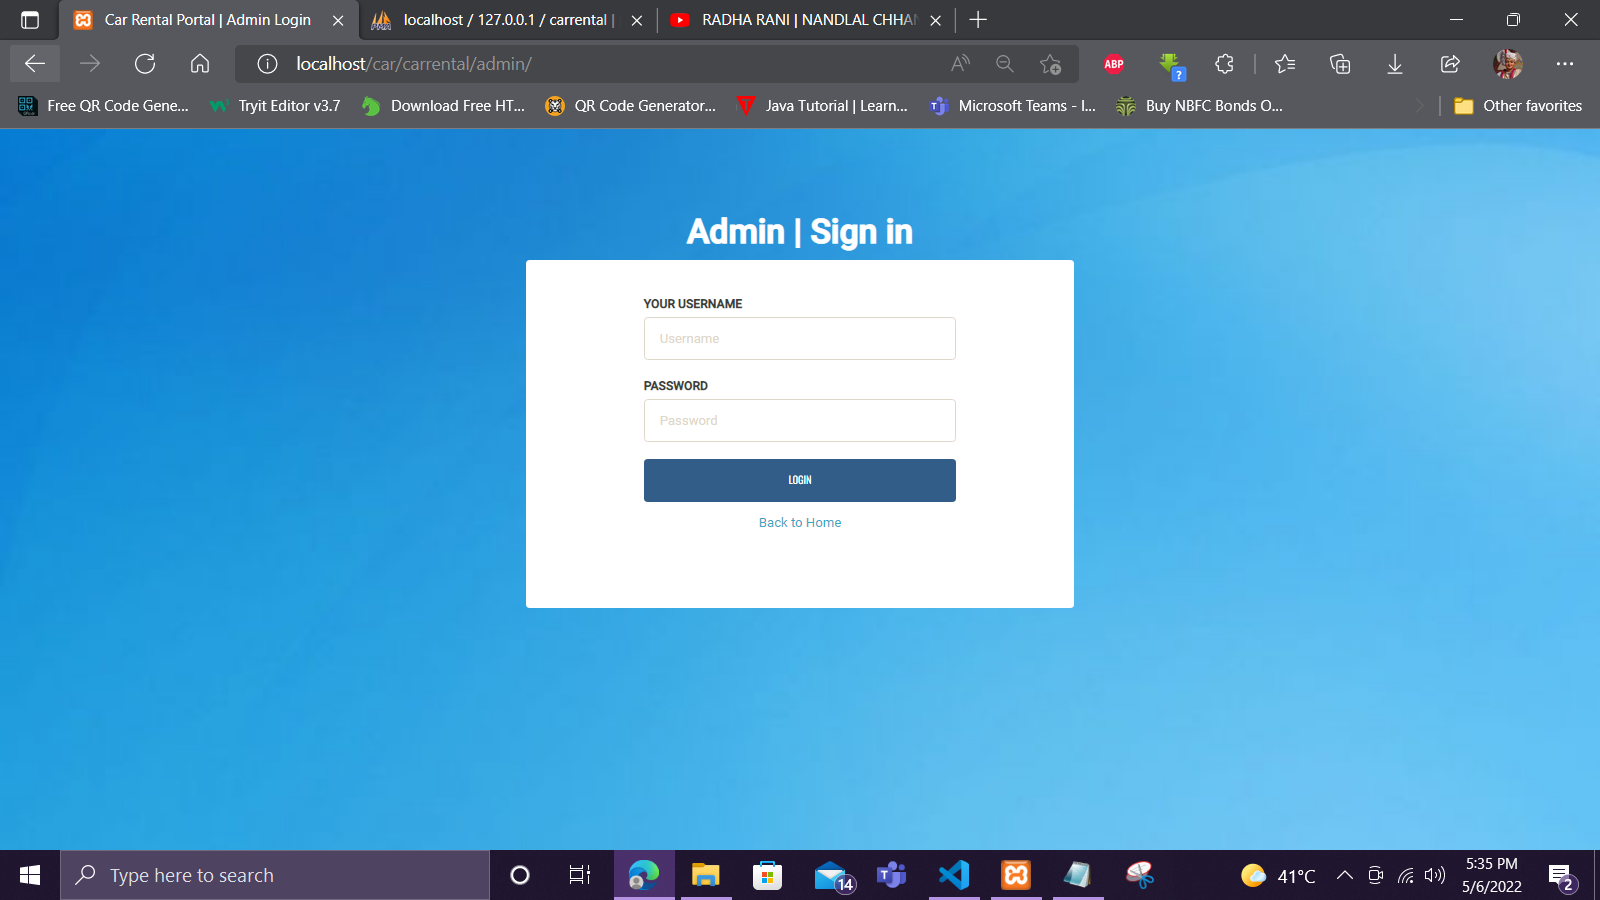 Car Rental Portal | Admin Login
localhost / 127.0.0.1 / carrental |
RADHA RANI | NANDLAL CHHAN
localhost/car/carrental/admin/
ABP
?
Free QR Code Gene...
Tryit Editor v3.7
Download Free HT...
QR Code Generator...
Java Tutorial | Learn...
Microsoft Teams - I...
Buy NBFC Bonds O...
Other favorites
Admin | Sign in
YOUR USERNAME
Username
PASSWORD
Password
LOGIN
Back to Home
Type here to search
14
41°C
5:35 PM
5/6/2022
2